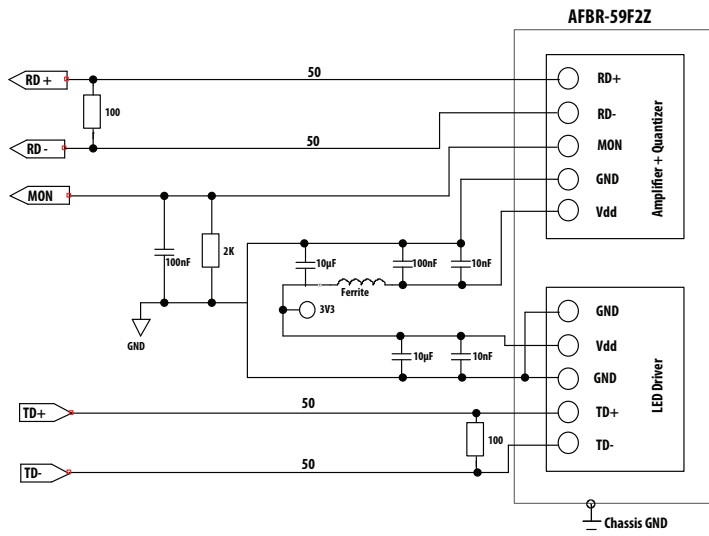 AFBR-59F2Z
RD +
50
RD+
100
RD-
RD -
50
MON
MON
GND
Amplifier + Quantizer
Vdd
100nF
2K
10µF
100nF
10nF
Ferrite
3V3
GND
GND
Vdd
10µF
10nF
GND
LED Driver
TD+
50
TD+
100
TD-
TD-
50
Chassis GND